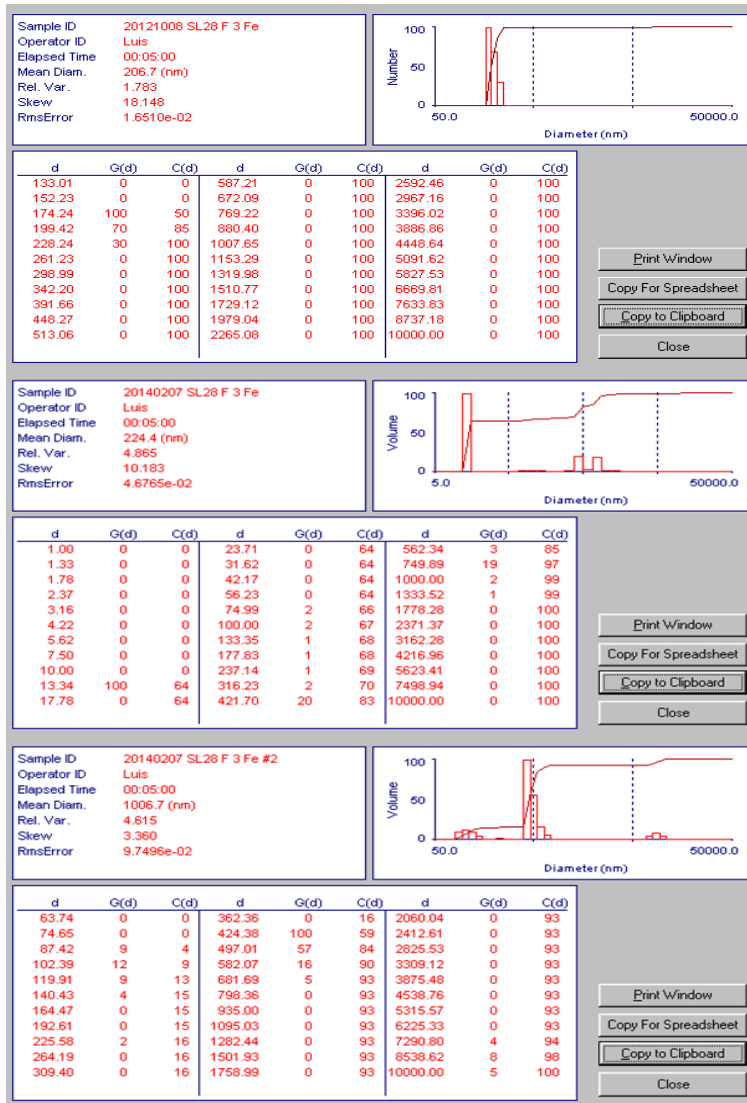 Sample ID 20121008 SL28 F 3 Fe
Operator ID Luis
Elapsed Time 00:05:00
Mean Diam. 206.7 (nm)
Rel. Var. 1.783
Skew 18.148
RmsError 1.6510e-02
100
50
0
Number
50.0 50000.0
Diameter (nm)
d G(d) C(d) d G(d) C(d) d G(d) C(d)
133.01 0 0 587.21 0 100 2592.46 0 100
152.23 0 0 672.09 0 100 2967.16 0 100
174.24 100 50 769.22 0 100 3396.02 0 100
199.42 70 85 880.40 0 100 3886.86 0 100
228.24 30 100 1007.65 0 100 4448.64 0 100
261.23 0 100 1153.29 0 100 5091.62 0 100
298.99 0 100 1319.98 0 100 5827.53 0 100
342.20 0 100 1510.77 0 100 6669.81 0 100
391.66 0 100 1729.12 0 100 7633.83 0 100
448.27 0 100 1979.04 0 100 8737.18 0 100
513.06 0 100 2265.08 0 100 10000.00 0 100
Print Window
Copy For Spreadsheet
Copy to Clipboard
Close
Sample ID 20140207 SL28 F 3 Fe
Operator ID Luis
Elapsed Time 00:05:00
Mean Diam. 224.4 (nm)
Rel. Var. 4.865
Skew 10.183
RmsError 4.6765e-02
100
50
0
Volume
5.0 50000.0
Diameter (nm)
d G(d) C(d) d G(d) C(d) d G(d) C(d)
1.00 0 0 23.71 0 64 562.34 3 85
1.33 0 0 31.62 0 64 749.89 19 97
1.78 0 0 42.17 0 64 1000.00 2 99
2.37 0 0 56.23 0 64 1333.52 1 99
3.16 0 0 74.99 2 66 1778.28 0 100
4.22 0 0 100.00 2 67 2371.37 0 100
5.62 0 0 133.35 1 68 3162.28 0 100
7.50 0 0 177.83 1 68 4216.96 0 100
10.00 0 0 237.14 1 69 5623.41 0 100
13.34 100 64 316.23 2 70 7498.94 0 100
17.78 0 64 421.70 20 83 10000.00 0 100
Print Window
Copy For Spreadsheet
Copy to Clipboard
Close
Sample ID 20140207 SL28 F 3 Fe #2
Operator ID Luis
Elapsed Time 00:05:00
Mean Diam. 1006.7 (nm)
Rel. Var. 4.615
Skew 3.360
RmsError 9.7496e-02
100
50
0
Volume
50.0 50000.0
Diameter (nm)
d G(d) C(d) d G(d) C(d) d G(d) C(d)
63.74 0 0 362.36 0 16 2060.04 0 93
74.65 0 0 424.38 100 59 2412.61 0 93
87.42 9 4 497.01 57 84 2825.53 0 93
102.39 12 9 582.07 16 90 3309.12 0 93
119.91 9 13 681.69 5 93 3875.48 0 93
140.43 4 15 798.36 0 93 4538.76 0 93
164.47 0 15 935.00 0 93 5315.57 0 93
192.61 0 15 1095.03 0 93 6225.33 0 93
225.58 2 16 1282.44 0 93 7290.80 4 94
264.19 0 16 1501.93 0 93 8538.62 8 98
309.40 0 16 1758.99 0 93 10000.00 5 100
Print Window
Copy For Spreadsheet
Copy to Clipboard
Close